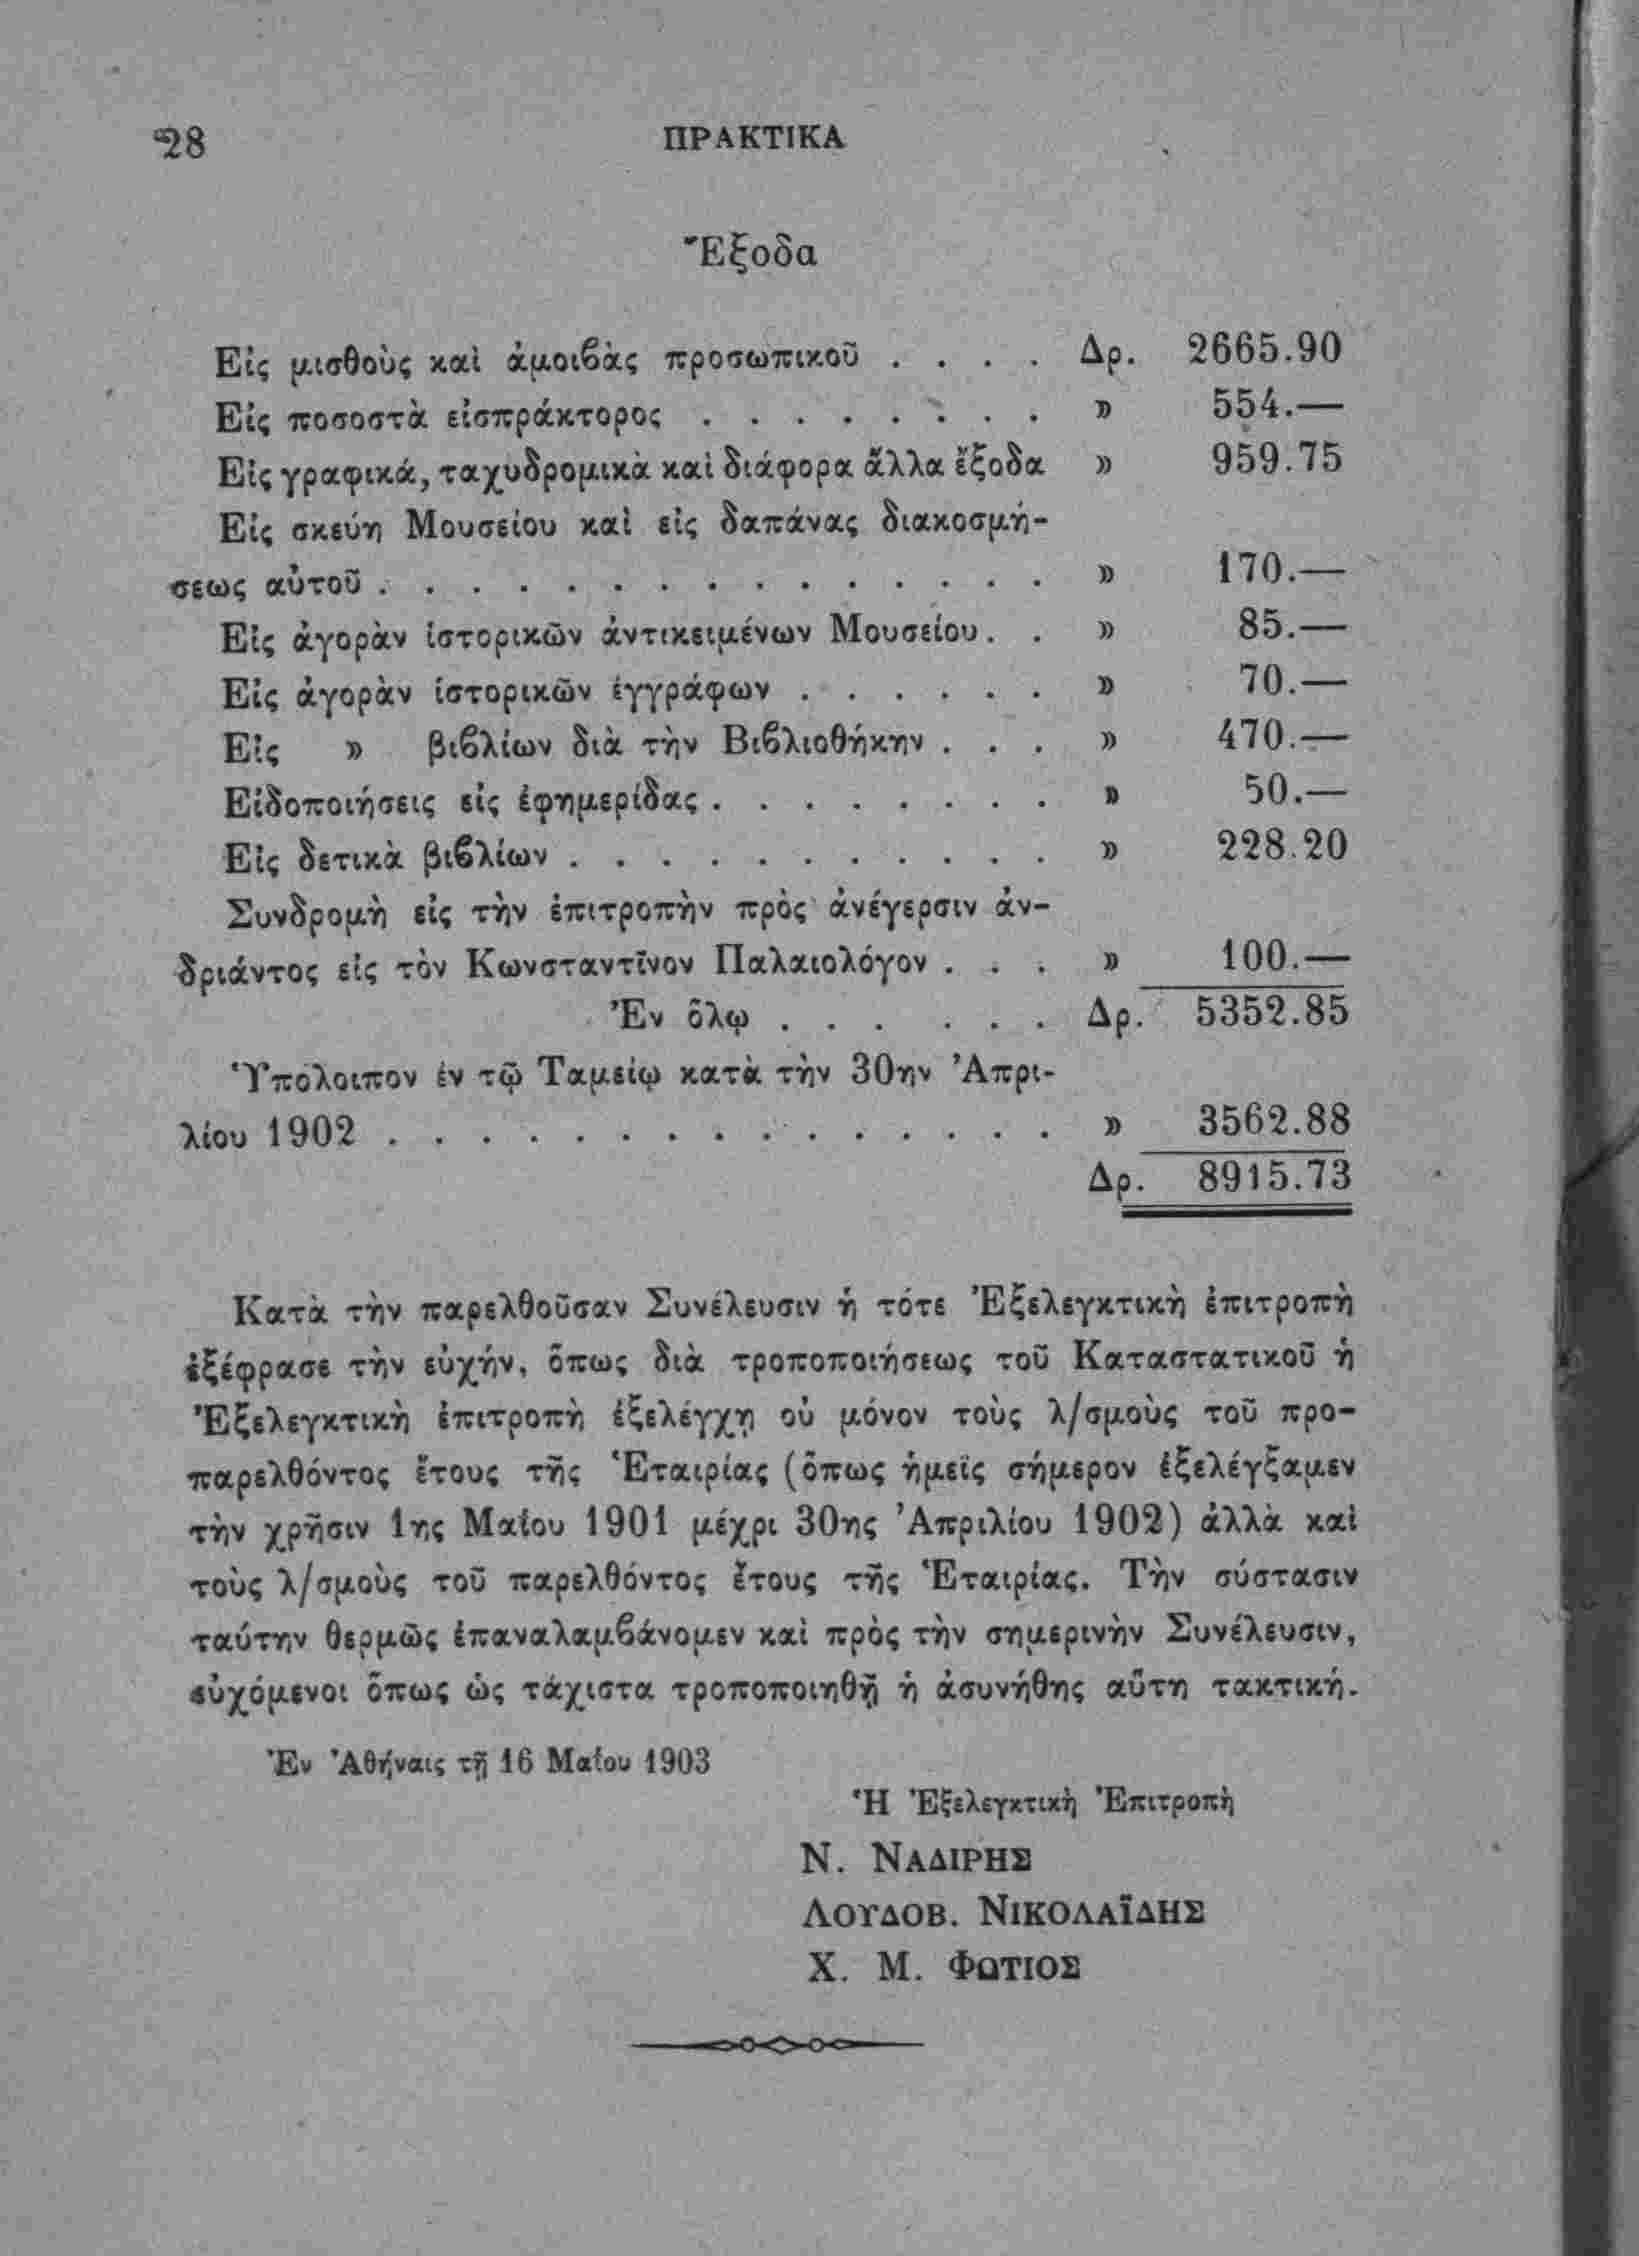 28
ΠΡΑΚΤΙΚΑ
Ἔξοδα
Εἰς μισθοὺς καὶ ἀμοιβὰς προσωπικοῦ . . . . Δρ. 2665.90
Εἰς ποσοστὰ εἰσπράκτορος . . . . . . . . » 554.—
Εἰς γραφικά, ταχυδρομικὰ καὶ διάφορα ἄλλα ἔξοδα » 959.75
Εἰς σκεύη Μουσείου καὶ εἰς δαπάνας διακοσμή-
σεως αὐτοῦ . . . . . . . . . . . . . . . » 170.—
Εἰς ἀγορὰν ἱστορικῶν ἀντικειμένων Μουσείου. . » 85.—
Εἰς ἀγορὰν ἱστορικῶν ἐγγράφων . . . . . . » 70.—
Εἰς » βιβλίων διὰ τὴν Βιβλιοθήκην . . . » 470.—
Εἰδοποιήσεις εἰς ἐφημερίδας . . . . . . . . » 50.—
Εἰς δετικὰ βιβλίων . . . . . . . . . . . » 228.20
Συνδρομὴ εἰς τὴν ἐπιτροπὴν πρὸς ἀνέγερσιν ἀν-
δριάντος εἰς τὸν Κωνσταντῖνον Παλαιολόγον . . . » 100.—
Ἐν ὅλῳ . . . . . . Δρ. 5352.85
Ὑπόλοιπον ἐν τῷ Ταμείῳ κατὰ τὴν 30ην Ἀπρι-
λίου 1902 . . . . . . . . . . . . . . . » 3562.88
Δρ. 8915.73
Κατὰ τὴν παρελθοῦσαν Συνέλευσιν ἡ τότε Ἐξελεγκτικὴ ἐπιτροπὴ
ἐξέφρασε τὴν εὐχήν, ὅπως διὰ τροποποιήσεως τοῦ Καταστατικοῦ ἡ
Ἐξελεγκτικὴ ἐπιτροπὴ ἐξελέγχῃ οὐ μόνον τοὺς λ/σμοὺς τοῦ προ-
παρελθόντος ἔτους τῆς Ἑταιρίας (ὅπως ἡμεῖς σήμερον ἐξελέγξαμεν
τὴν χρῆσιν 1ης Μαΐου 1901 μέχρι 30ης Ἀπριλίου 1902) ἀλλὰ καὶ
τοὺς λ/σμοὺς τοῦ παρελθόντος ἔτους τῆς Ἑταιρίας. Τὴν σύστασιν
ταύτην θερμῶς ἐπαναλαμβάνομεν καὶ πρὸς τὴν σημερινὴν Συνέλευσιν,
εὐχόμενοι ὅπως ὡς τάχιστα τροποποιηθῇ ἡ ἀσυνήθης αὕτη τακτική.
Ἐν Ἀθήναις τῇ 16 Μαΐου 1903
Ἡ Ἐξελεγκτικὴ Ἐπιτροπὴ
Ν. ΝΑΔΙΡΗΣ
ΛΟΥΔΟΒ. ΝΙΚΟΛΑΪΔΗΣ
Χ. Μ. ΦΩΤΙΟΣ